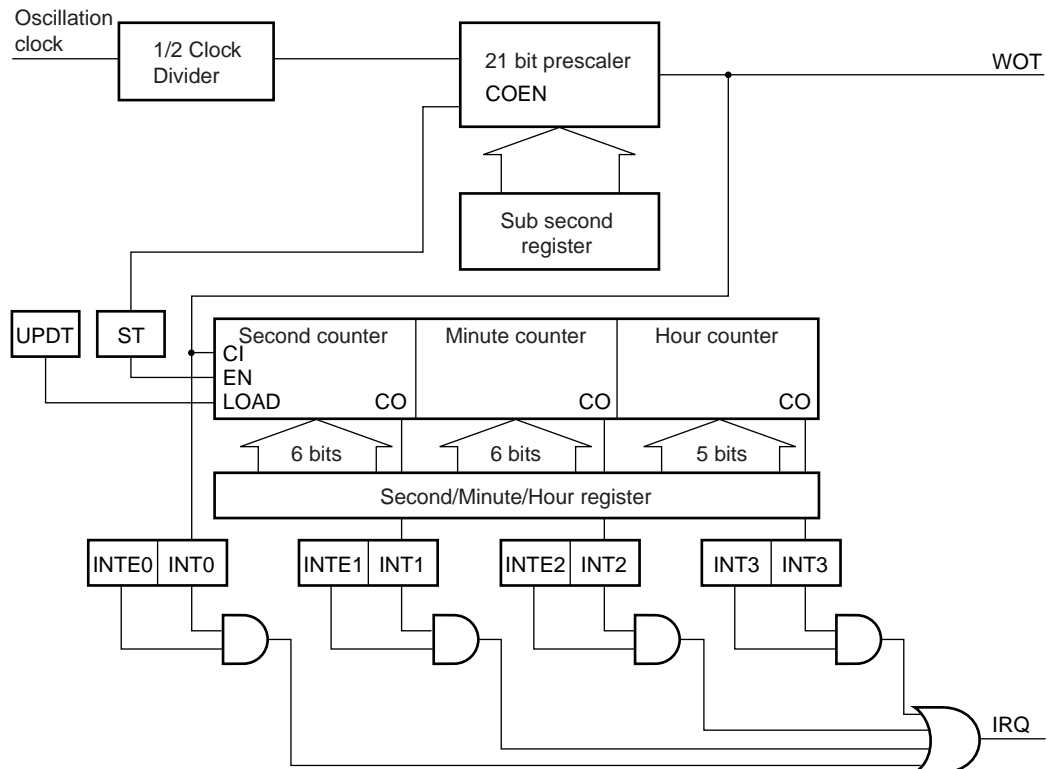 Oscillation
clock
1/2 Clock
Divider
21 bit prescaler
COEN
WOT
Sub second
register
UPDT
ST
Second counter
Minute counter
Hour counter
CI
EN
LOAD
CO
CO
CO
6 bits
6 bits
5 bits
Second/Minute/Hour register
INTE0
INT0
INTE1
INT1
INTE2
INT2
INT3
INT3
IRQ